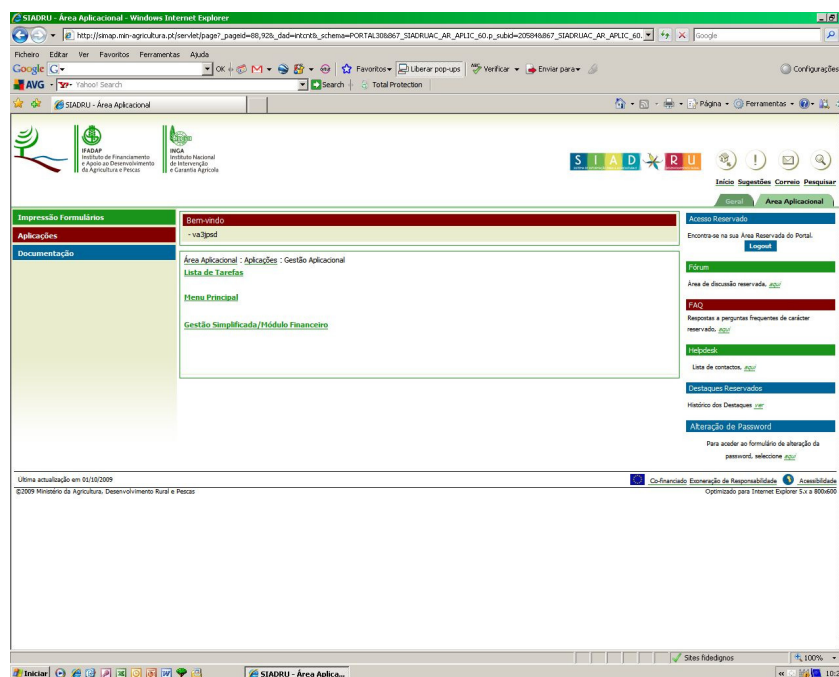 SIADRU - Área Aplicacional - Windows Internet Explorer
http://simap.min-agricultura.pt/servlet/page?_pageid=88,92&_dad=intcnt&_schema=PORTAL30&867_SIADRUAC_AR_APLIC_60.p_subid=20584&867_SIADRUAC_AR_APLIC_60.
Google
Ficheiro Editar Ver Favoritos Ferramentas Ajuda
Google G OK Favoritos Liberar pop-ups Verificar Enviar para Configurações
AVG Yahoo! Search Search Total Protection
SIADRU - Área Aplicacional Página Ferramentas
IFADAP
Instituto de Financiamento
e Apoio ao Desenvolvimento
da Agricultura e Pescas
INGA
Instituto Nacional
de Intervenção
e Garantia Agrícola
SIAD RU
Início Sugestões Correio Pesquisar
Geral Área Aplicacional
Impressão Formulários
Aplicações
Documentação
Bem-vindo
- va3jpsd
Área Aplicacional : Aplicações : Gestão Aplicacional
Lista de Tarefas
Menu Principal
Gestão Simplificada/Módulo Financeiro
Acesso Reservado
Encontra-se na sua Área Reservada do Portal.
Logout
Fórum
Área de discussão reservada, aqui
FAQ
Respostas a perguntas frequentes de carácter
reservado, aqui
Helpdesk
Lista de contactos, aqui
Destaques Reservados
Histórico dos Destaques ver
Alteração de Password
Para aceder ao formulário de alteração da
password, seleccione aqui
Última actualização em 01/10/2009
Co-financiado Exoneração de Responsabilidade Acessibilidade
©2009 Ministério da Agricultura, Desenvolvimento Rural e Pescas
Optimizado para Internet Explorer 5.x a 800x600
Sites fidedignos 100%
Iniciar SIADRU - Área Aplica...